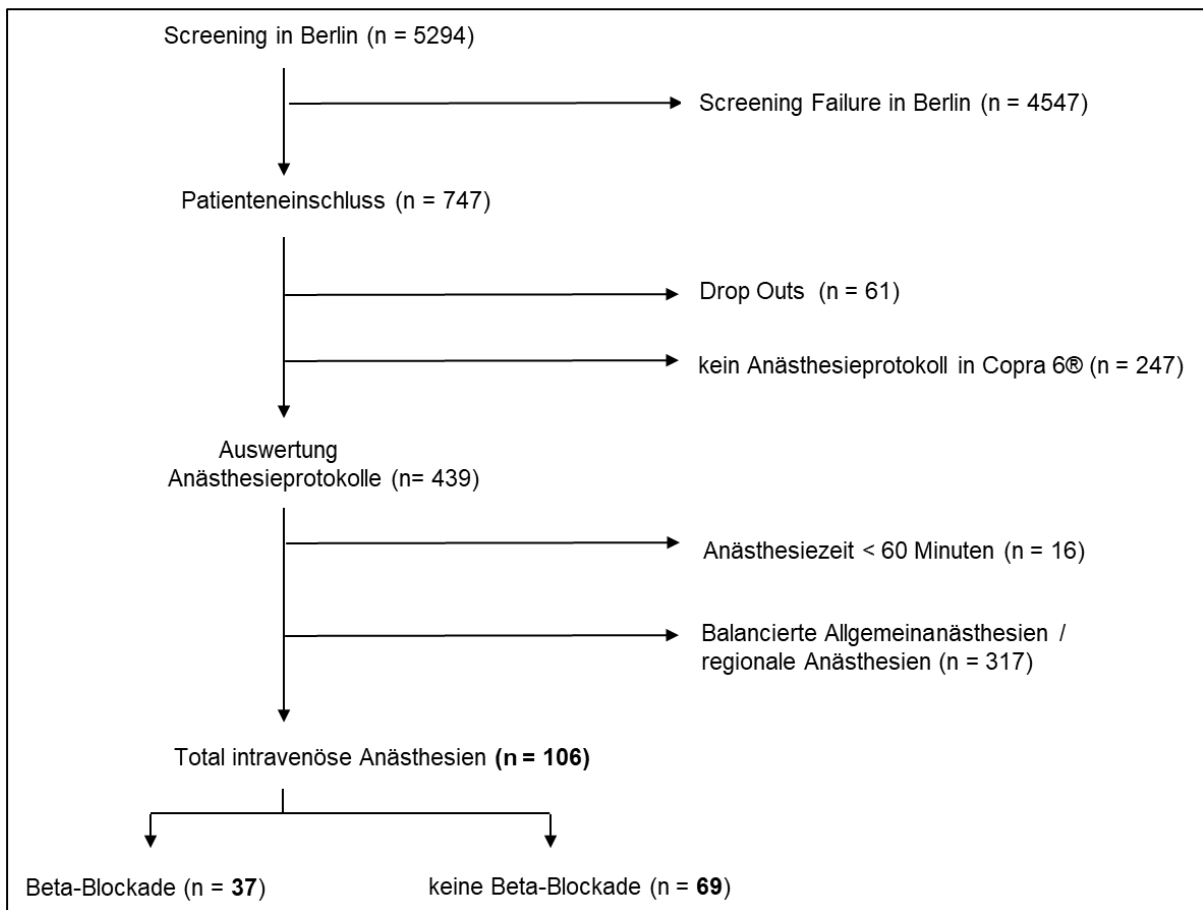 Screening in Berlin (n = 5294)
Screening Failure in Berlin (n = 4547)
Patienteneinschluss (n = 747)
Drop Outs (n = 61)
kein Anästhesieprotokoll in Copra 6® (n = 247)
Auswertung
Anästhesieprotokolle (n= 439)
Anästhesiezeit < 60 Minuten (n = 16)
Balancierte Allgemeinanästhesien /
regionale Anästhesien (n = 317)
Total intravenöse Anästhesien (n = 106)
Beta-Blockade (n = 37)
keine Beta-Blockade (n = 69)